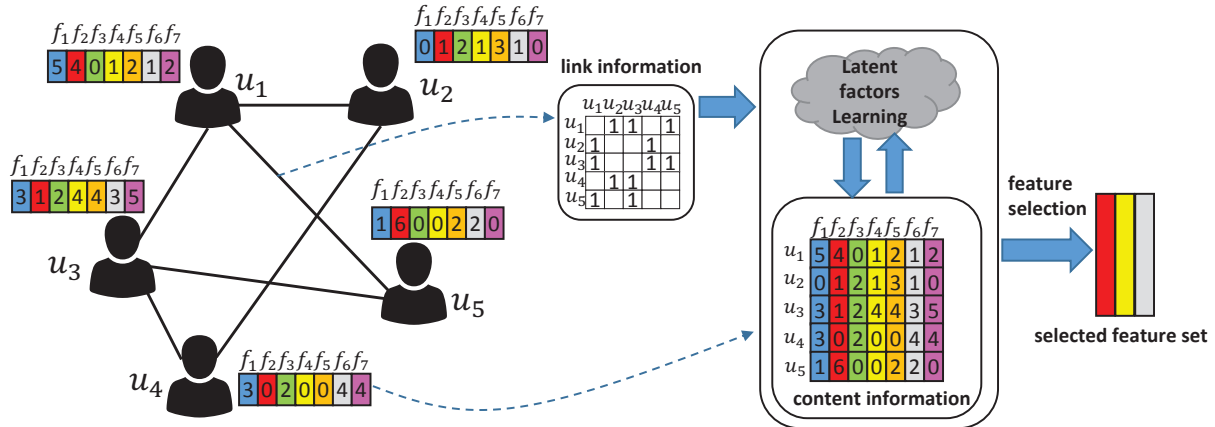 f1 f2 f3 f4 f5 f6 f7
5 4 0 1 2 1 2
u1
f1 f2 f3 f4 f5 f6 f7
0 1 2 1 3 1 0
u2
f1 f2 f3 f4 f5 f6 f7
3 1 2 4 4 3 5
u3
f1 f2 f3 f4 f5 f6 f7
1 6 0 0 2 2 0
u5
f1 f2 f3 f4 f5 f6 f7
3 0 2 0 0 4 4
u4
link information
u1 u2 u3 u4 u5
u1 1 1 1
u2 1 1
u3 1 1 1
u4 1 1
u5 1 1
Latent
factors
Learning
f1 f2 f3 f4 f5 f6 f7
u1 5 4 0 1 2 1 2
u2 0 1 2 1 3 1 0
u3 3 1 2 4 4 3 5
u4 3 0 2 0 0 4 4
u5 1 6 0 0 2 2 0
content information
feature
selection
selected feature set